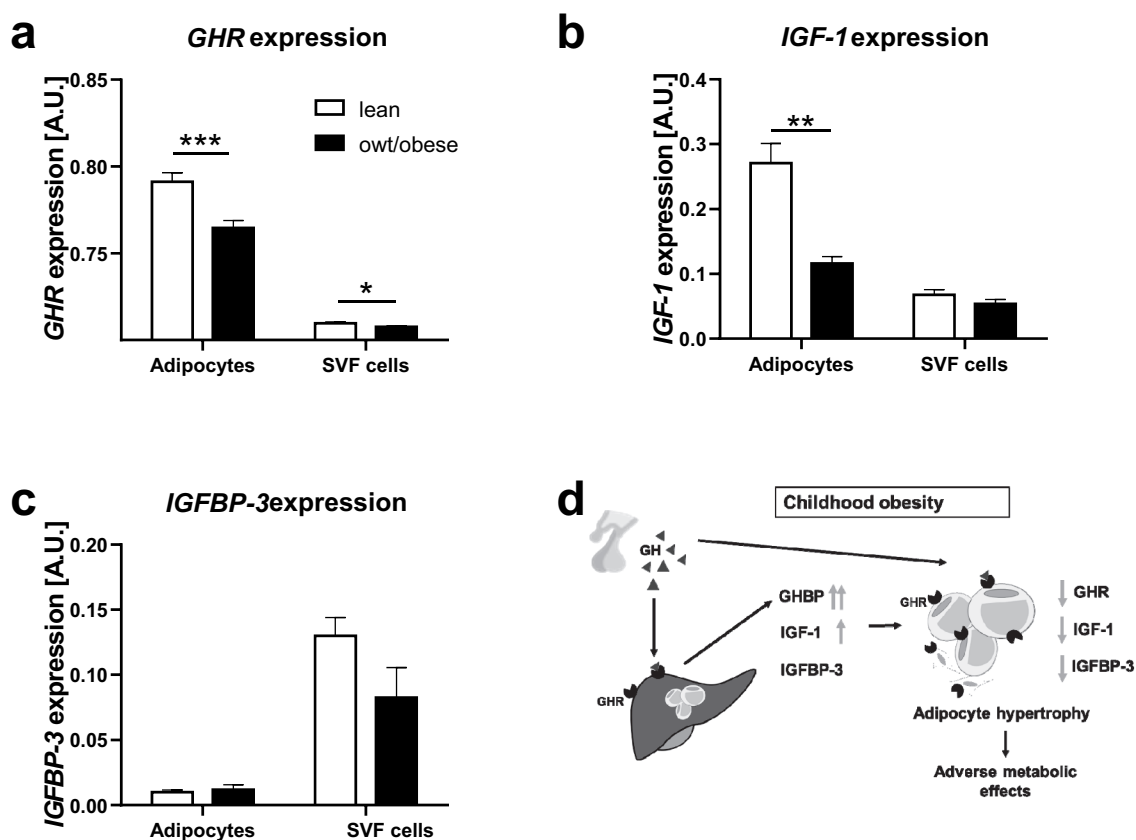 a
GHR expression
GHR expression [A.U.]
0.85
0.80
0.75
***
*
lean
owt/obese
Adipocytes
SVF cells
b
IGF-1 expression
IGF-1 expression [A.U.]
0.4
0.3
0.2
0.1
0.0
**
Adipocytes
SVF cells
c
IGFBP-3 expression
IGFBP-3 expression [A.U.]
0.20
0.15
0.10
0.05
0.00
Adipocytes
SVF cells
d
Childhood obesity
GH
GHBP
IGF-1
IGFBP-3
GHR
GHR
GHR
IGF-1
IGFBP-3
Adipocyte hypertrophy
Adverse metabolic
effects